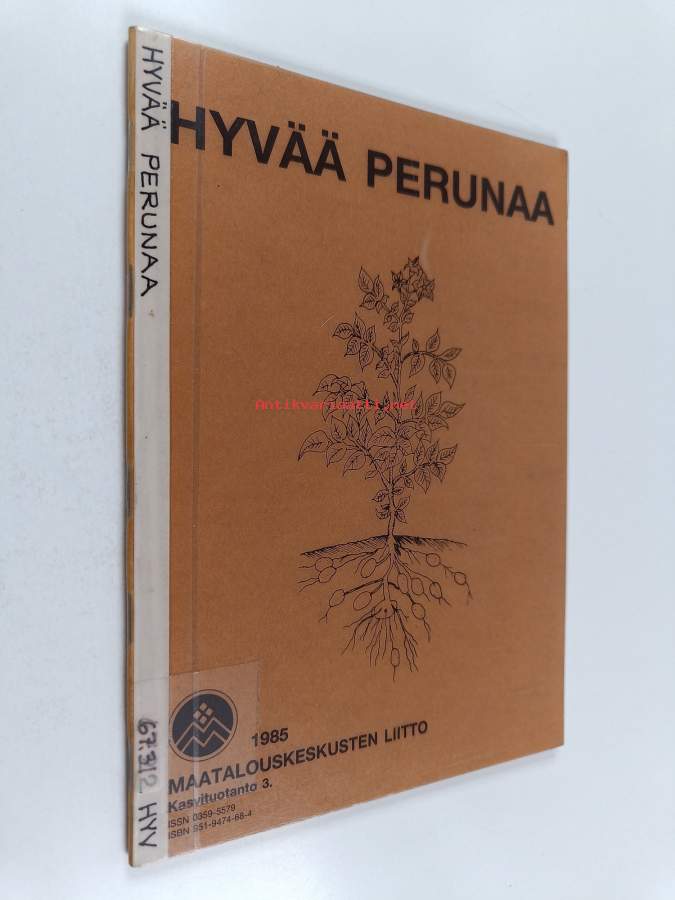 HYVÄÄ PERUNAA
67.312 HYV
HYVÄÄ PERUNAA
Antikvariaatti.net
1985
MAATALOUSKESKUSTEN LIITTO
Kasvituotanto 3.
ISSN 0359-5579
ISBN 951-9474-68-4